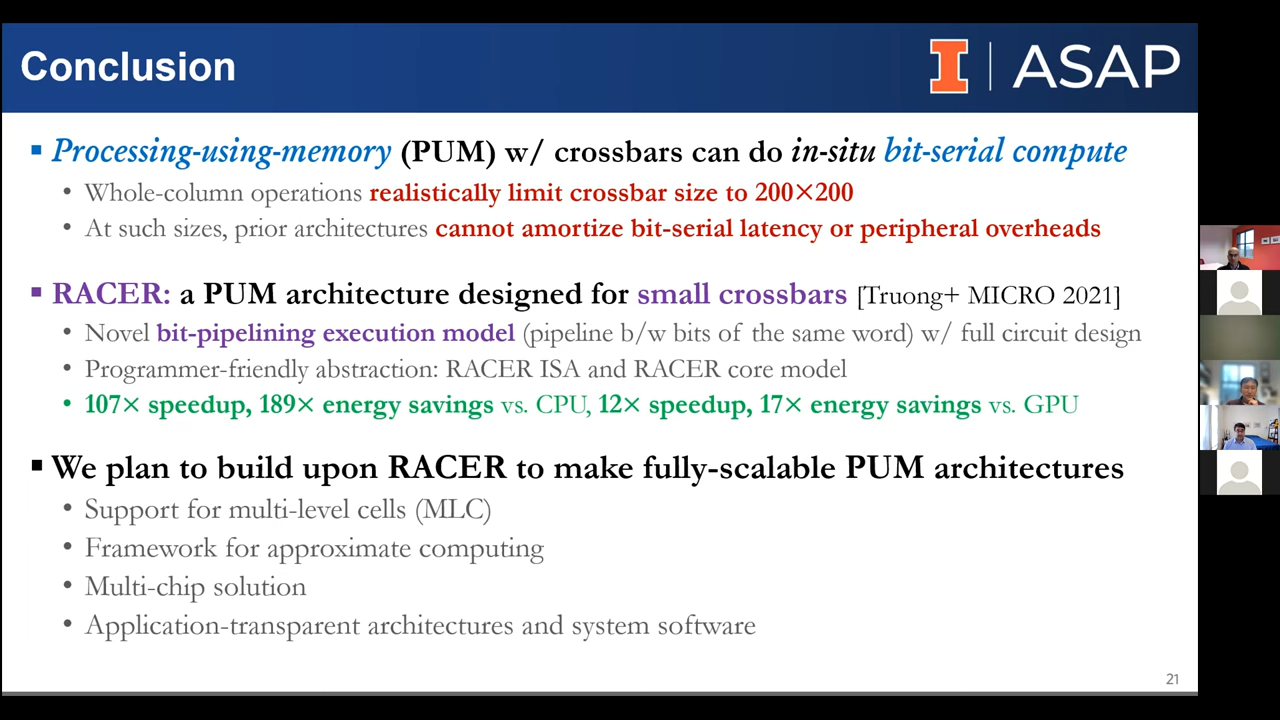 Conclusion
I | ASAP
▪ Processing-using-memory (PUM) w/ crossbars can do in-situ bit-serial compute
• Whole-column operations realistically limit crossbar size to 200×200
• At such sizes, prior architectures cannot amortize bit-serial latency or peripheral overheads
▪ RACER: a PUM architecture designed for small crossbars [Truong+ MICRO 2021]
• Novel bit-pipelining execution model (pipeline b/w bits of the same word) w/ full circuit design
• Programmer-friendly abstraction: RACER ISA and RACER core model
• 107× speedup, 189× energy savings vs. CPU, 12× speedup, 17× energy savings vs. GPU
▪ We plan to build upon RACER to make fully-scalable PUM architectures
• Support for multi-level cells (MLC)
• Framework for approximate computing
• Multi-chip solution
• Application-transparent architectures and system software
21